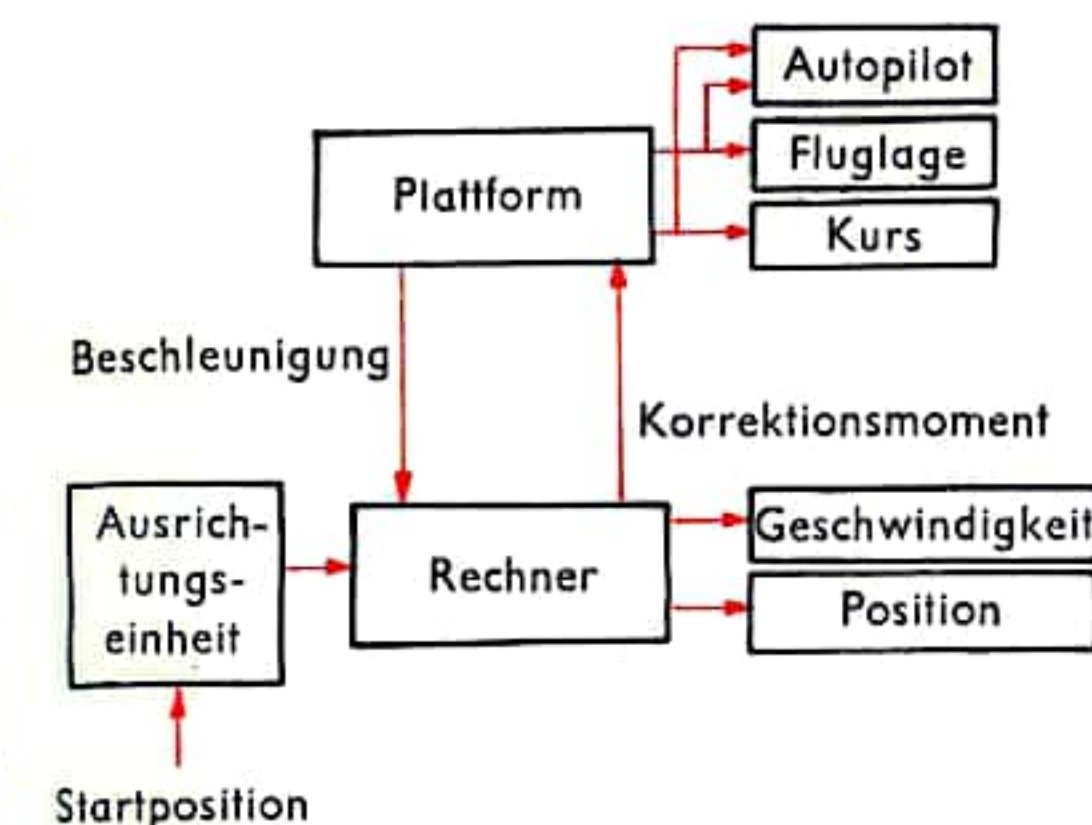 Autopilot
Plattform
Fluglage
Kurs
Beschleunigung
Korrektionsmoment
Ausrich-
tungs-
einheit
Rechner
Geschwindigkeit
Position
Startposition